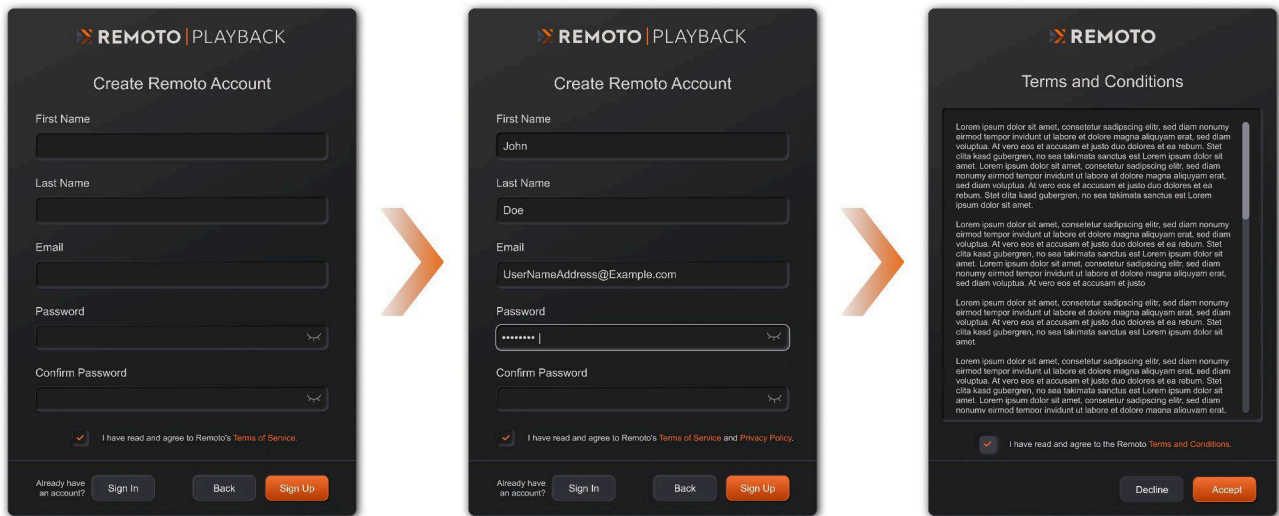 REMOTO | PLAYBACK
Create Remoto Account
First Name
Last Name
Email
Password
Confirm Password
I have read and agree to Remoto's Terms of Service.
Already have
an account?
Sign In
Back
Sign Up
REMOTO | PLAYBACK
Create Remoto Account
First Name
John
Last Name
Doe
Email
UserNameAddress@Example.com
Password
•••••••• |
Confirm Password
I have read and agree to Remoto's Terms of Service and Privacy Policy.
Already have
an account?
Sign In
Back
Sign Up
REMOTO
Terms and Conditions
Lorem ipsum dolor sit amet, consetetur sadipscing elitr, sed diam nonumy
eirmod tempor invidunt ut labore et dolore magna aliquyam erat, sed diam
voluptua. At vero eos et accusam et justo duo dolores et ea rebum. Stet
clita kasd gubergren, no sea takimata sanctus est Lorem ipsum dolor sit
amet. Lorem ipsum dolor sit amet, consetetur sadipscing elitr, sed diam
nonumy eirmod tempor invidunt ut labore et dolore magna aliquyam erat,
sed diam voluptua. At vero eos et accusam et justo duo dolores et ea
rebum. Stet clita kasd gubergren, no sea takimata sanctus est Lorem
ipsum dolor sit amet.
Lorem ipsum dolor sit amet, consetetur sadipscing elitr, sed diam nonumy
eirmod tempor invidunt ut labore et dolore magna aliquyam erat, sed diam
voluptua. At vero eos et accusam et justo duo dolores et ea rebum. Stet
clita kasd gubergren, no sea takimata sanctus est Lorem ipsum dolor sit
amet. Lorem ipsum dolor sit amet, consetetur sadipscing elitr, sed diam
nonumy eirmod tempor invidunt ut labore et dolore magna aliquyam erat,
sed diam voluptua. At vero eos et accusam et justo
Lorem ipsum dolor sit amet, consetetur sadipscing elitr, sed diam nonumy
eirmod tempor invidunt ut labore et dolore magna aliquyam erat, sed diam
voluptua. At vero eos et accusam et justo duo dolores et ea rebum. Stet
clita kasd gubergren, no sea takimata sanctus est Lorem ipsum dolor sit
amet.
Lorem ipsum dolor sit amet, consetetur sadipscing elitr, sed diam nonumy
eirmod tempor invidunt ut labore et dolore magna aliquyam erat, sed diam
voluptua. At vero eos et accusam et justo duo dolores et ea rebum. Stet
clita kasd gubergren, no sea takimata sanctus est Lorem ipsum dolor sit
amet. Lorem ipsum dolor sit amet, consetetur sadipscing elitr, sed diam
nonumy eirmod tempor invidunt ut labore et dolore magna aliquyam erat,
I have read and agree to the Remoto Terms and Conditions.
Decline
Accept